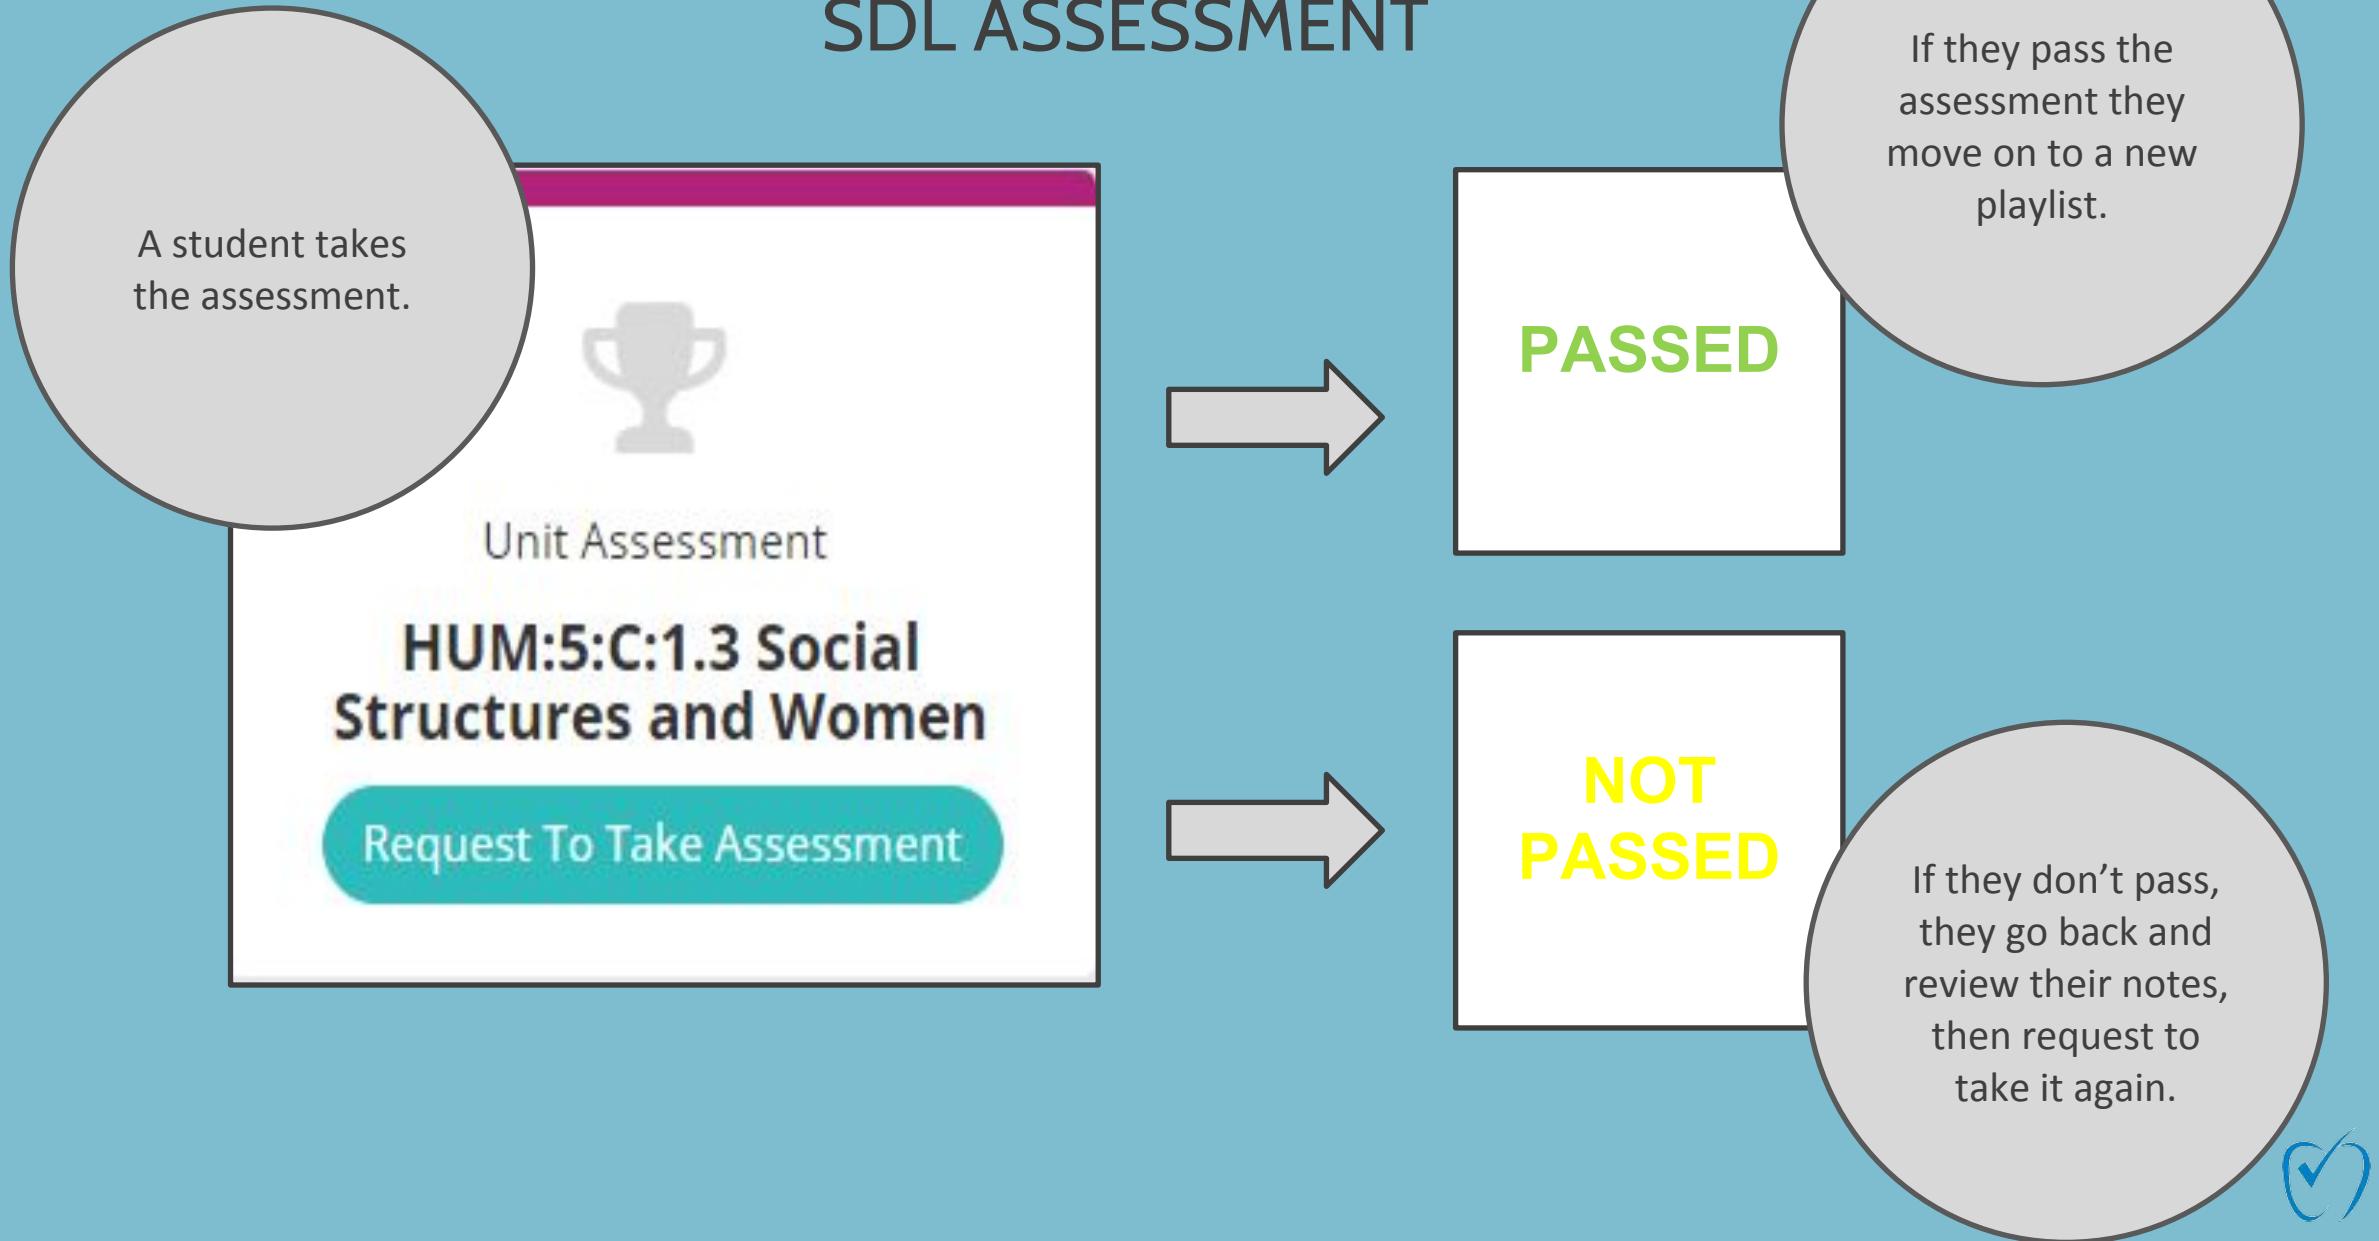 SDL ASSESSMENT
A student takes
the assessment.
Unit Assessment
HUM:5:C:1.3 Social
Structures and Women
Request To Take Assessment
PASSED
If they pass the
assessment they
move on to a new
playlist.
NOT
PASSED
If they don’t pass,
they go back and
review their notes,
then request to
take it again.